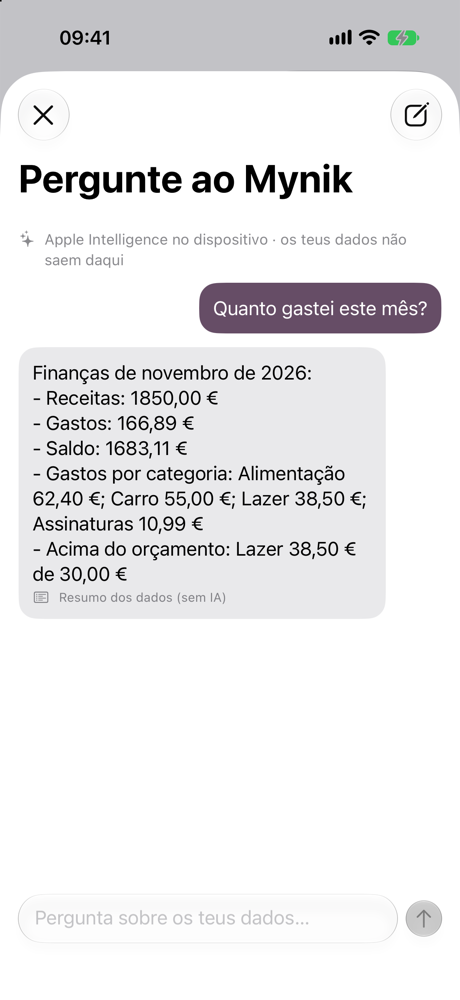 09:41
Pergunte ao Mynik
Apple Intelligence no dispositivo · os teus dados não
saem daqui
Quanto gastei este mês?
Finanças de novembro de 2026:
- Receitas: 1850,00 €
- Gastos: 166,89 €
- Saldo: 1683,11 €
- Gastos por categoria: Alimentação
62,40 €; Carro 55,00 €; Lazer 38,50 €;
Assinaturas 10,99 €
- Acima do orçamento: Lazer 38,50 €
de 30,00 €
Resumo dos dados (sem IA)
Pergunta sobre os teus dados...